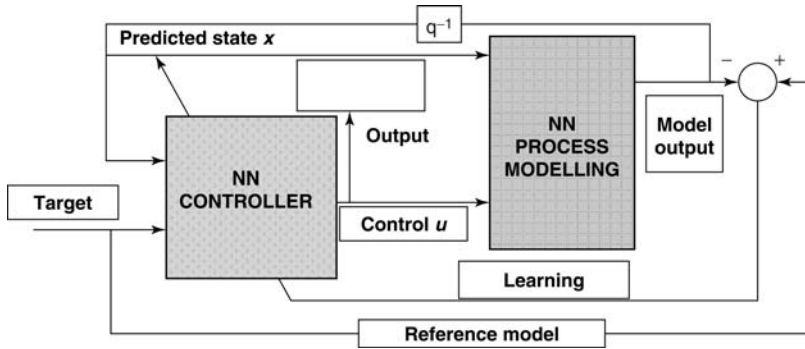 q⁻¹
Predicted state x
− +
Output
NN
PROCESS
MODELLING
Model
output
NN
CONTROLLER
Target
Control u
Learning
Reference model